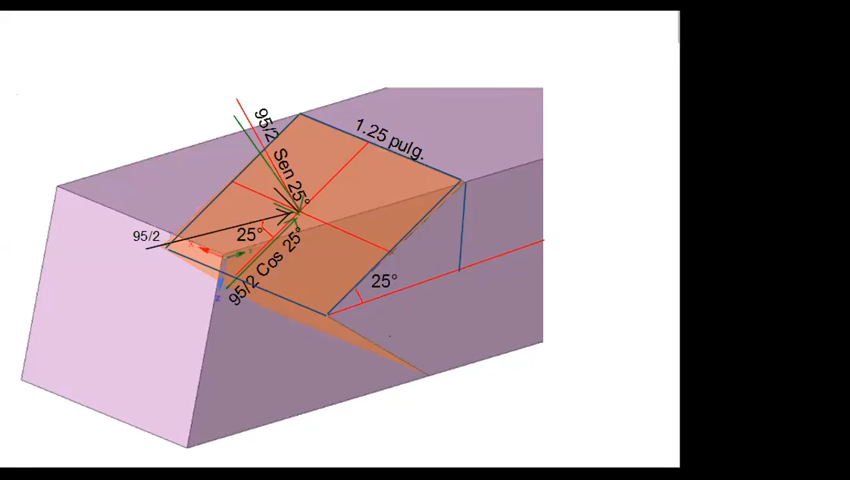 95/2 Sen 25°
1.25 pulg.
95/2
25°
95/2 Cos 25°
25°